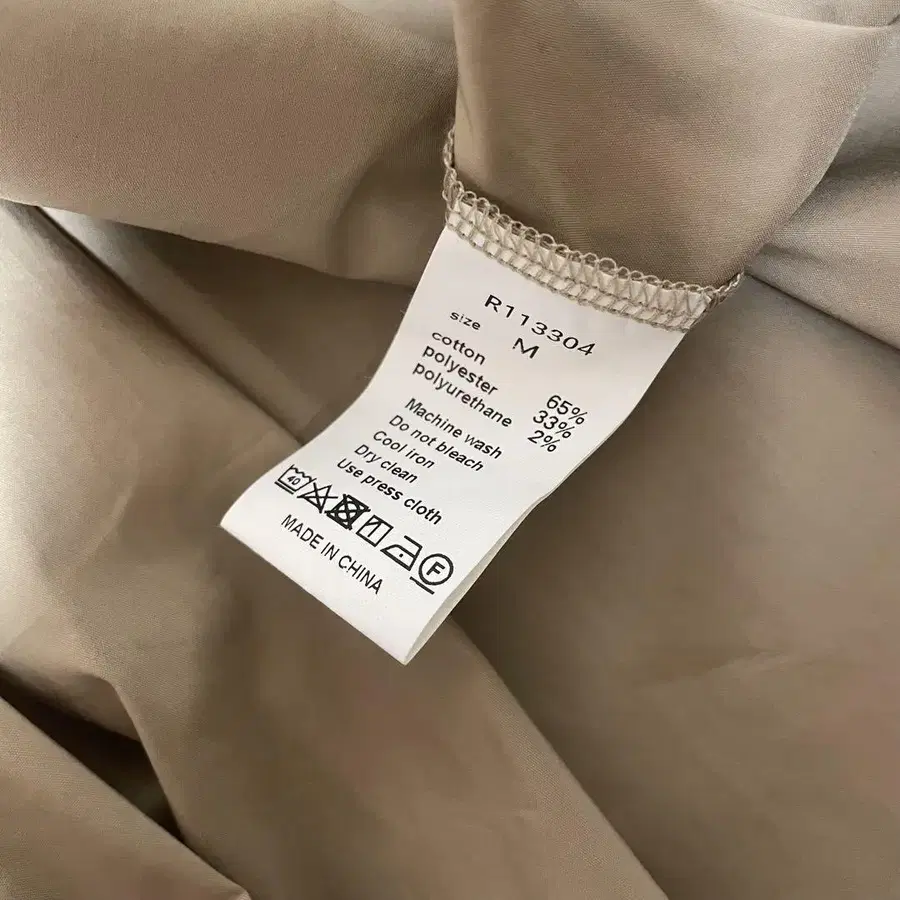 R113304
size M
cotton 65%
polyester 33%
polyurethane 2%
Machine wash
Do not bleach
Cool iron
Dry clean
Use press cloth
40 F
MADE IN CHINA